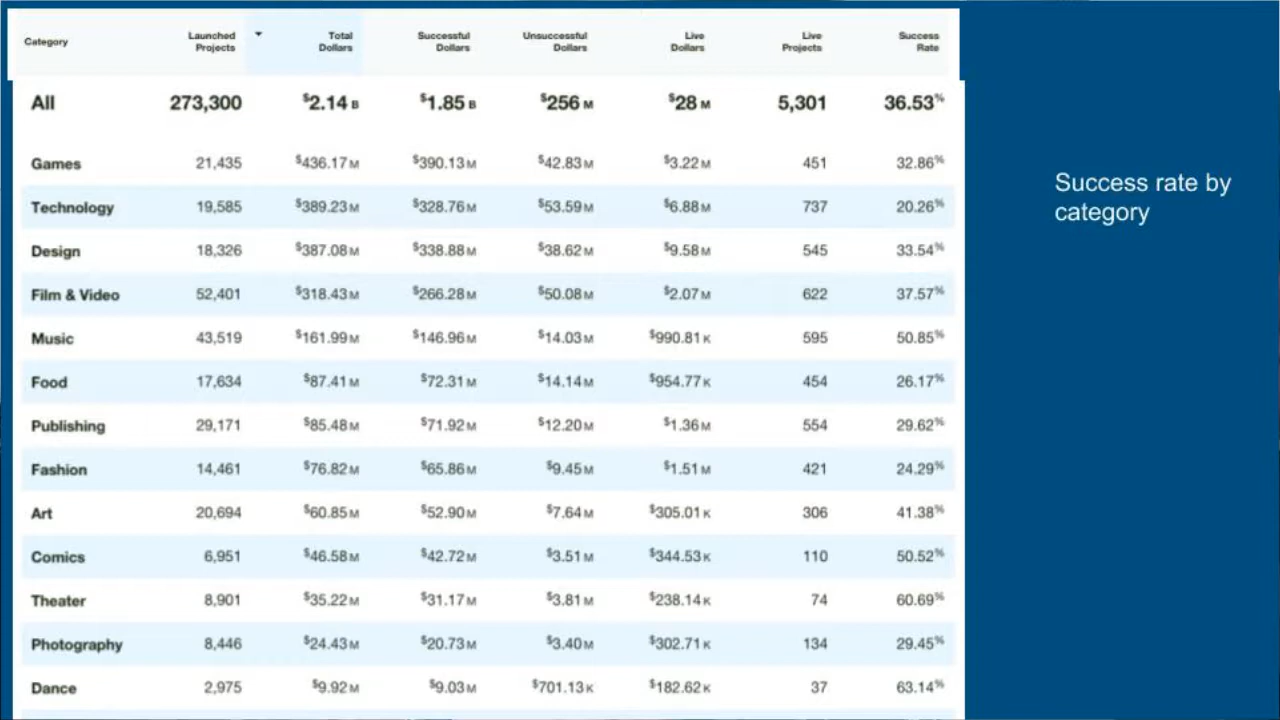 Category Launched Projects Total Dollars Successful Dollars Unsuccessful Dollars Live Dollars Live Projects Success Rate
All 273,300 $2.14 B $1.85 B $256 M $28 M 5,301 36.53%
Games 21,435 $436.17 M $390.13 M $42.83 M $3.22 M 451 32.86%
Technology 19,585 $389.23 M $328.76 M $53.59 M $6.88 M 737 20.26%
Design 18,326 $387.08 M $338.88 M $38.62 M $9.58 M 545 33.54%
Film & Video 52,401 $318.43 M $266.28 M $50.08 M $2.07 M 622 37.57%
Music 43,519 $161.99 M $146.96 M $14.03 M $990.81 K 595 50.85%
Food 17,634 $87.41 M $72.31 M $14.14 M $954.77 K 454 26.17%
Publishing 29,171 $85.48 M $71.92 M $12.20 M $1.36 M 554 29.62%
Fashion 14,461 $76.82 M $65.86 M $9.45 M $1.51 M 421 24.29%
Art 20,694 $60.85 M $52.90 M $7.64 M $305.01 K 306 41.38%
Comics 6,951 $46.58 M $42.72 M $3.51 M $344.53 K 110 50.52%
Theater 8,901 $35.22 M $31.17 M $3.81 M $238.14 K 74 60.69%
Photography 8,446 $24.43 M $20.73 M $3.40 M $302.71 K 134 29.45%
Dance 2,975 $9.92 M $9.03 M $701.13 K $182.62 K 37 63.14%
Success rate by
category